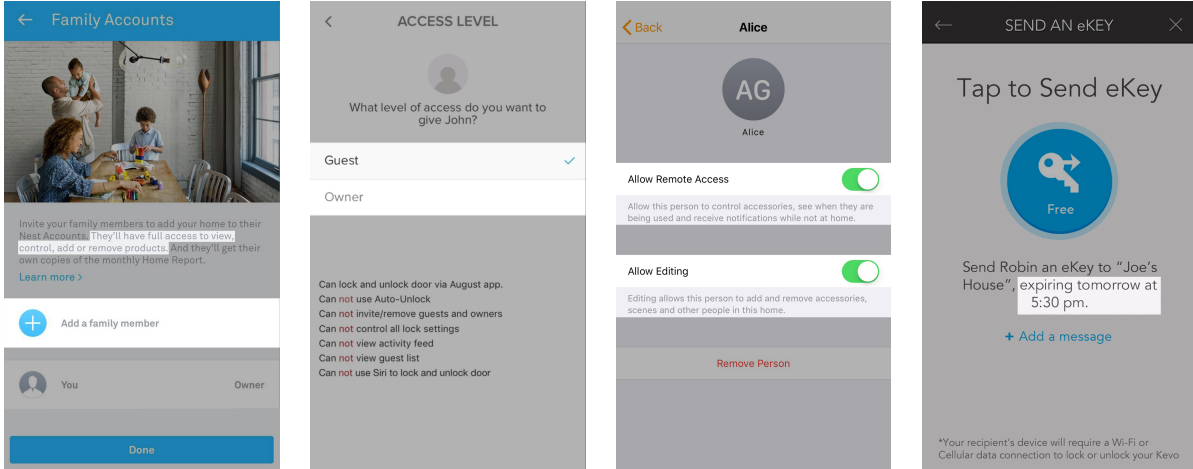 Family Accounts
Invite your family members to add your home to their
Nest Accounts. They'll have full access to view,
control, add or remove products. And they'll get their
own copies of the monthly Home Report.
Learn more >
Add a family member
You
Owner
Done
ACCESS LEVEL
What level of access do you want to
give John?
Guest
Owner
Can lock and unlock door via August app.
Can not use Auto-Unlock
Can not invite/remove guests and owners
Can not control all lock settings
Can not view activity feed
Can not view guest list
Can not use Siri to lock and unlock door
Back
Alice
AG
Alice
Allow Remote Access
Allow this person to control accessories, see when they are
being used and receive notifications while not at home.
Allow Editing
Editing allows this person to add and remove accessories,
scenes and other people in this home.
Remove Person
SEND AN eKEY
Tap to Send eKey
Free
Send Robin an eKey to “Joe's
House”, expiring tomorrow at
5:30 pm.
+ Add a message
*Your recipient's device will require a Wi-Fi or
Cellular data connection to lock or unlock your Kevo